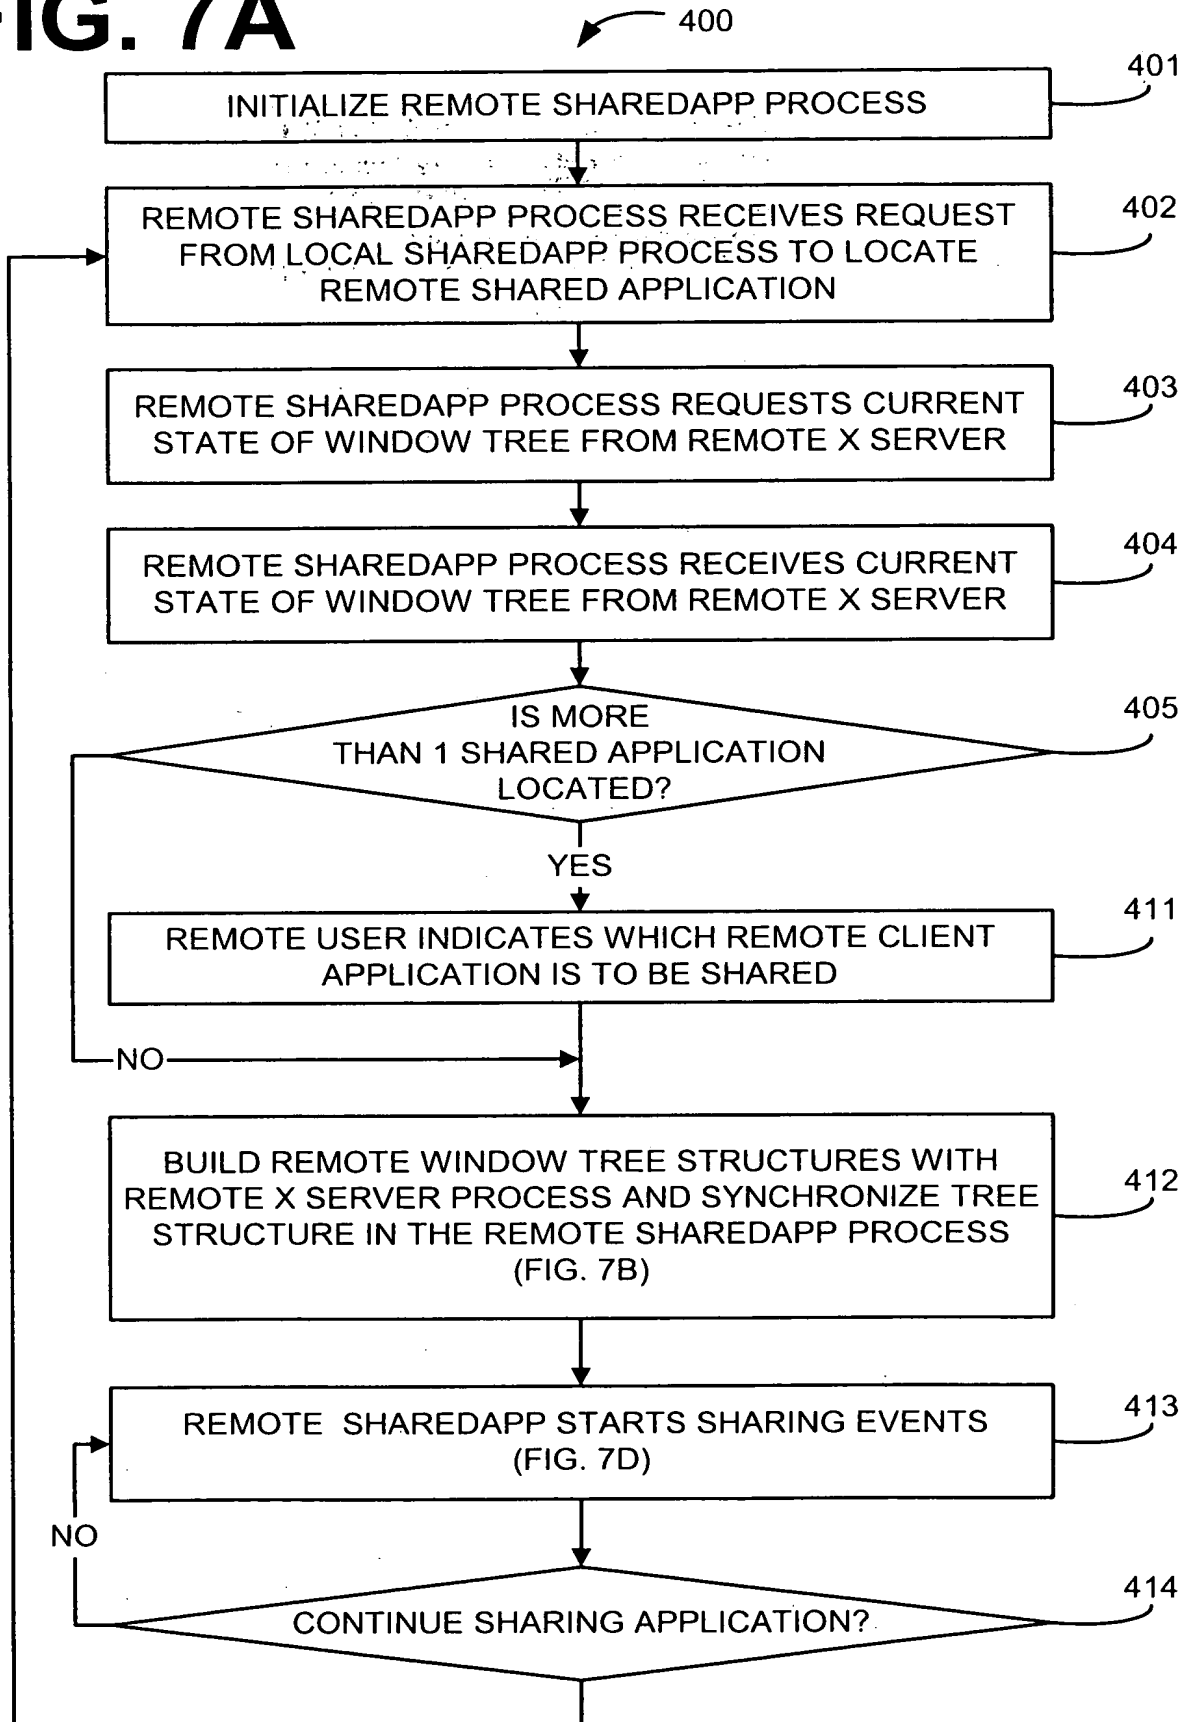 FIG. 7A
400
401
INITIALIZE REMOTE SHAREDAPP PROCESS
402
REMOTE SHAREDAPP PROCESS RECEIVES REQUEST
FROM LOCAL SHAREDAPP PROCESS TO LOCATE
REMOTE SHARED APPLICATION
403
REMOTE SHAREDAPP PROCESS REQUESTS CURRENT
STATE OF WINDOW TREE FROM REMOTE X SERVER
404
REMOTE SHAREDAPP PROCESS RECEIVES CURRENT
STATE OF WINDOW TREE FROM REMOTE X SERVER
405
IS MORE
THAN 1 SHARED APPLICATION
LOCATED?
YES
411
REMOTE USER INDICATES WHICH REMOTE CLIENT
APPLICATION IS TO BE SHARED
NO
412
BUILD REMOTE WINDOW TREE STRUCTURES WITH
REMOTE X SERVER PROCESS AND SYNCHRONIZE TREE
STRUCTURE IN THE REMOTE SHAREDAPP PROCESS
(FIG. 7B)
413
REMOTE SHAREDAPP STARTS SHARING EVENTS
(FIG. 7D)
NO
414
CONTINUE SHARING APPLICATION?